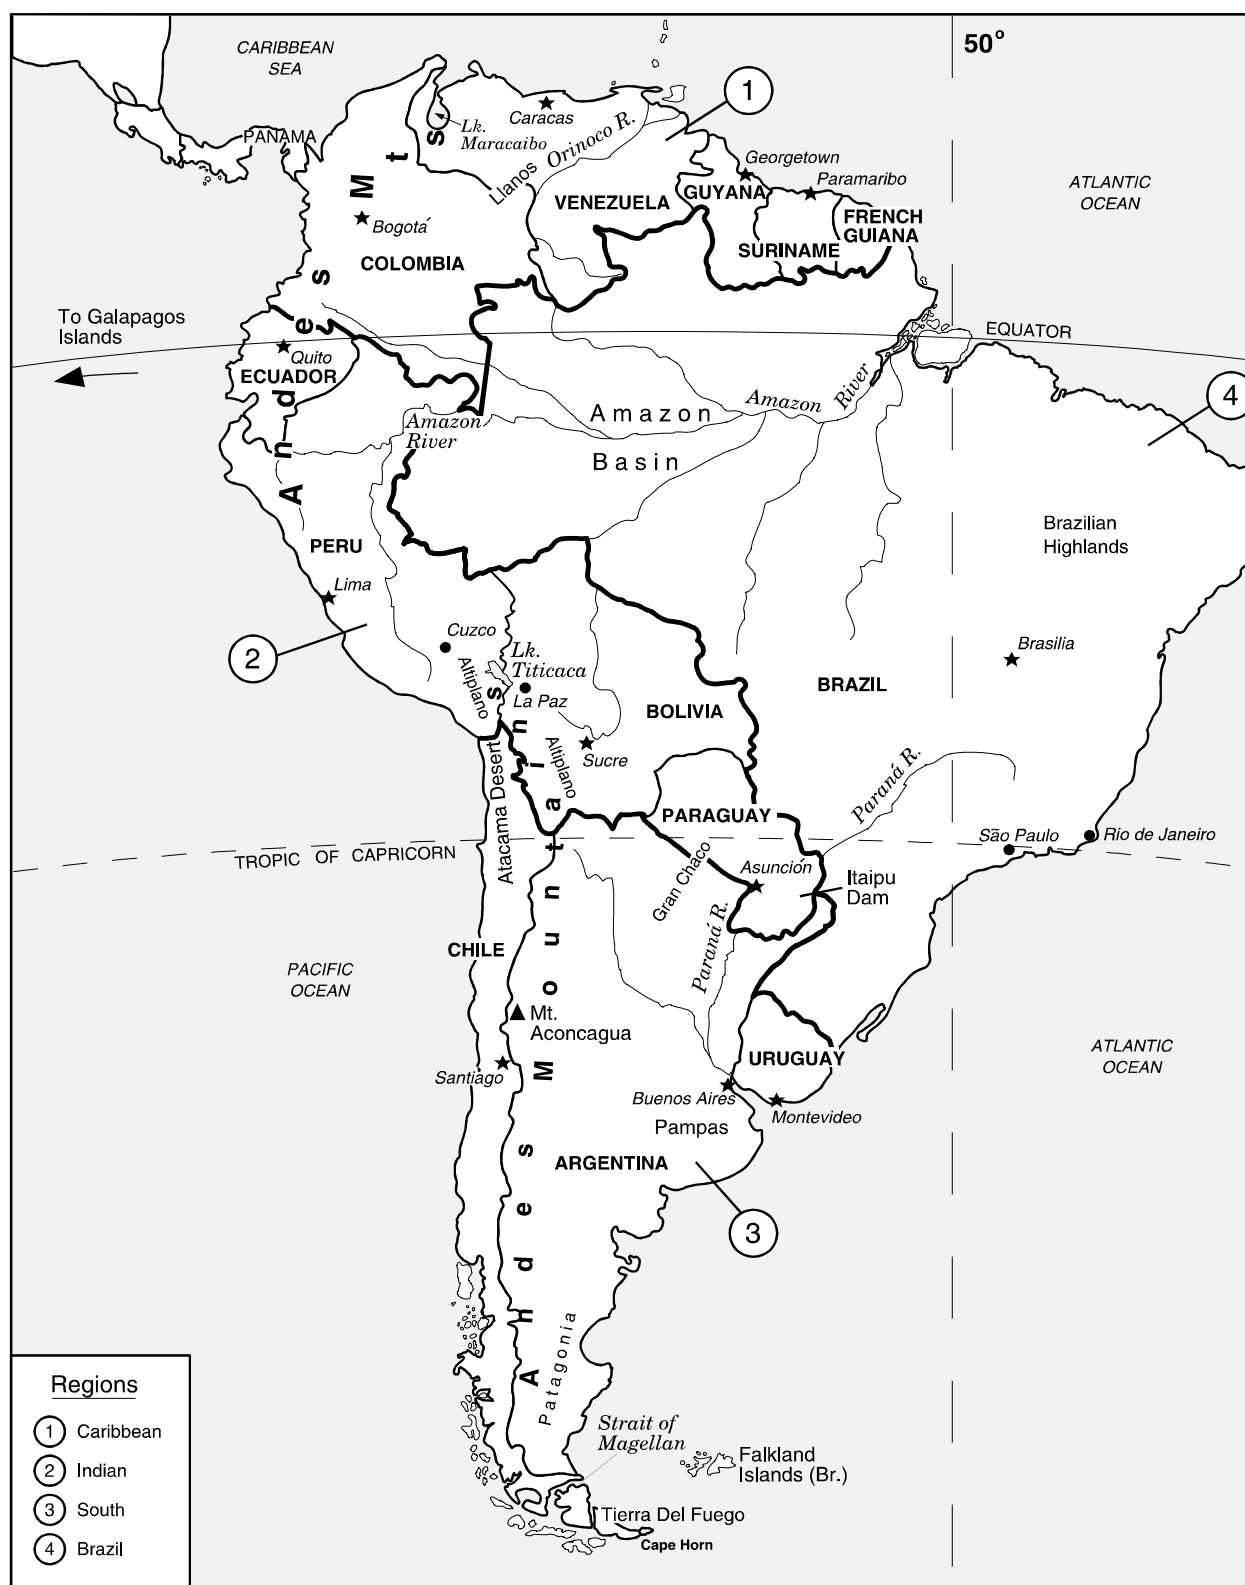 50°
CARIBBEAN
SEA
1
PANAMA
Caracas
Lk.
Maracaibo
Orinoco R.
Llanos
Georgetown
Paramaribo
ATLANTIC
OCEAN
VENEZUELA
GUYANA
FRENCH
GUIANA
SURINAME
Bogotá
COLOMBIA
Andes Mts
To Galapagos
Islands
EQUATOR
Quito
ECUADOR
4
Amazon
River
Amazon
River
Amazon
Basin
PERU
Brazilian
Highlands
Lima
2
Cuzco
Lk.
Titicaca
Altiplano
La Paz
Brasilia
BRAZIL
BOLIVIA
Sucre
Altiplano
Atacama Desert
Paraná R.
PARAGUAY
São Paulo
Rio de Janeiro
TROPIC OF CAPRICORN
Gran Chaco
Asunción
Itaipu
Dam
Paraná R.
CHILE
PACIFIC
OCEAN
Mt.
Aconcagua
Andes Mountains
URUGUAY
ATLANTIC
OCEAN
Santiago
Buenos Aires
Montevideo
Pampas
ARGENTINA
3
Patagonia
Strait of
Magellan
Falkland
Islands (Br.)
Tierra Del Fuego
Cape Horn
Regions
1 Caribbean
2 Indian
3 South
4 Brazil